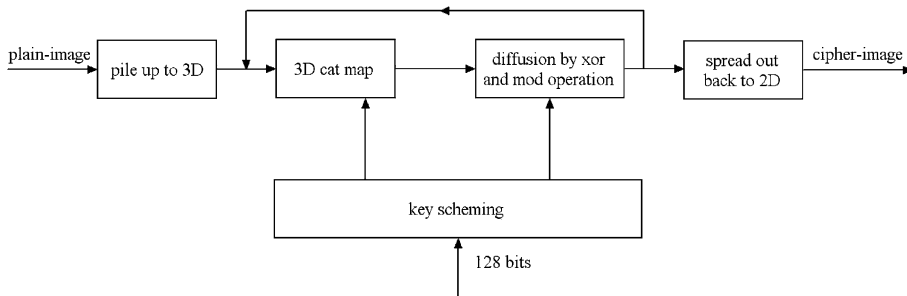 plain-image
pile up to 3D
3D cat map
diffusion by xor
and mod operation
spread out
back to 2D
cipher-image
key scheming
128 bits